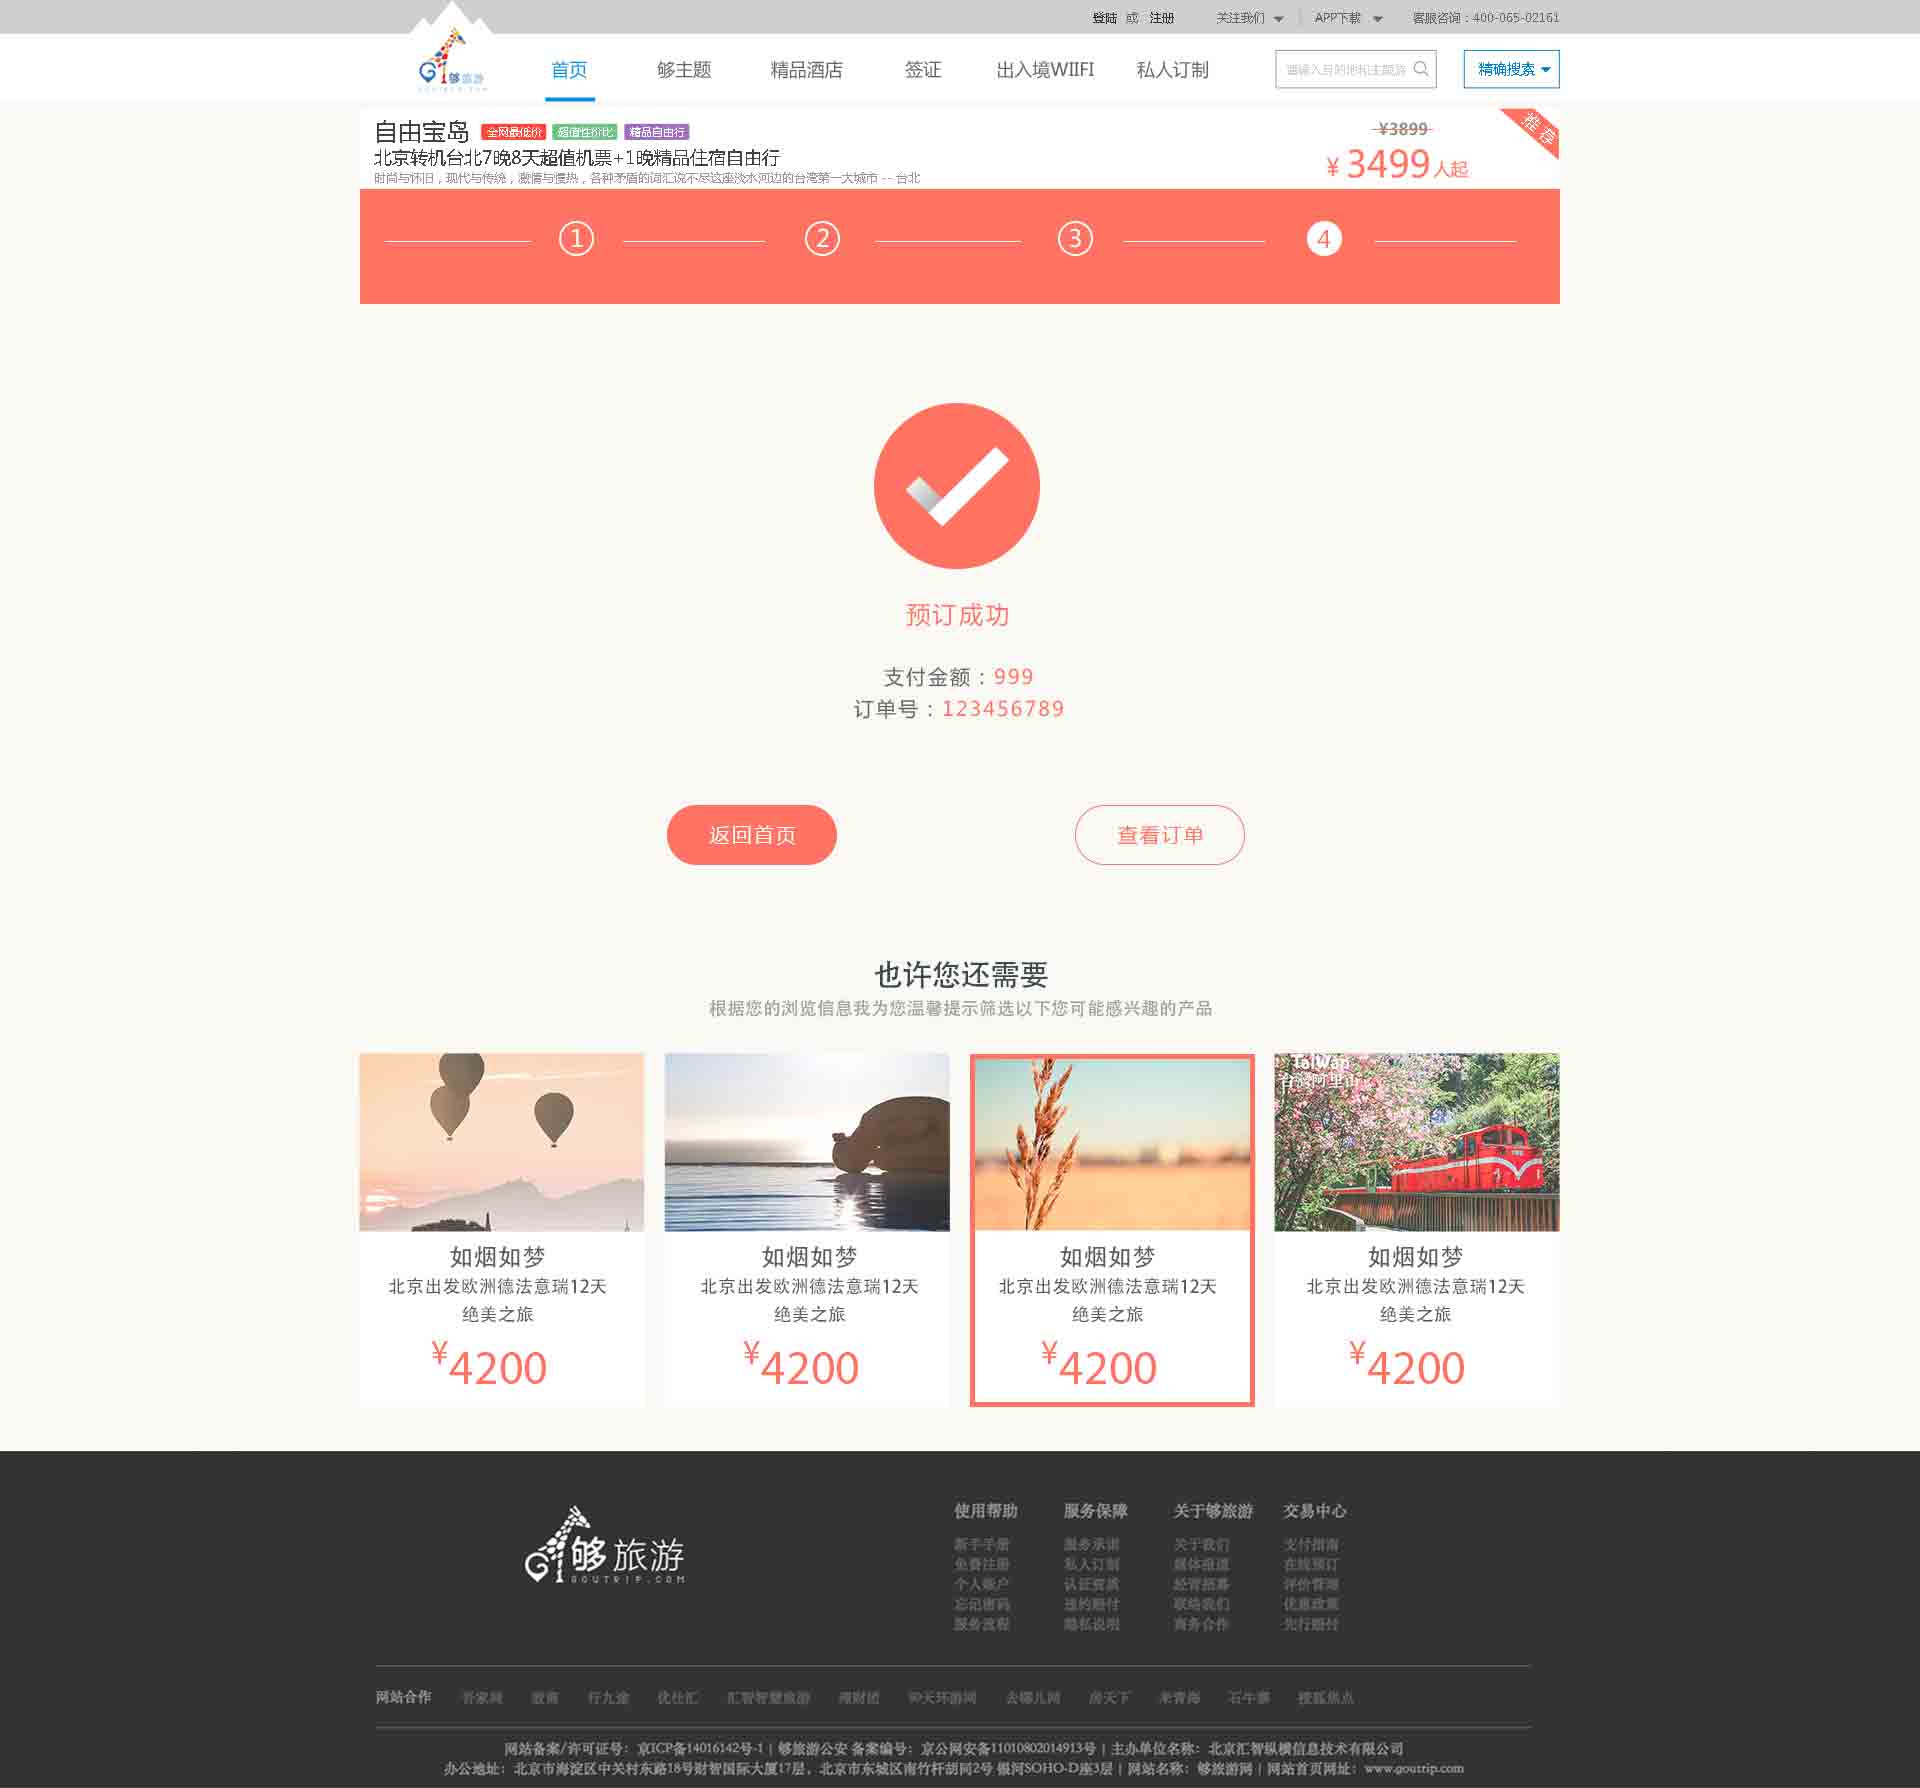 登陆 或 注册 关注我们 APP下载 客服咨询：400-065-02161
够旅游
GOUTRIP.COM
首页 够主题 精品酒店 签证 出入境WIIFI 私人订制 请输入目的地和主题游 精确搜索
自由宝岛 全网最低价 超值性价比 精品自由行
¥3899
推荐
北京转机台北7晚8天超值机票+1晚精品住宿自由行
¥ 3499人起
时尚与怀旧，现代与传统，激情与慢热，各种矛盾的词汇说不尽这座淡水河边的台湾第一大城市 -- 台北
1 2 3 4
预订成功
支付金额：999
订单号：123456789
返回首页 查看订单
也许您还需要
根据您的浏览信息我为您温馨提示筛选以下您可能感兴趣的产品
TaiWan
台湾阿里山
如烟如梦
北京出发欧洲德法意瑞12天
绝美之旅
¥4200
如烟如梦
北京出发欧洲德法意瑞12天
绝美之旅
¥4200
如烟如梦
北京出发欧洲德法意瑞12天
绝美之旅
¥4200
如烟如梦
北京出发欧洲德法意瑞12天
绝美之旅
¥4200
够旅游
GOUTRIP.COM
使用帮助 服务保障 关于够旅游 交易中心
新手手册 服务承诺 关于我们 支付指南
免费注册 私人订制 媒体报道 在线预订
个人账户 认证资质 经营招募 评价管理
忘记密码 违约赔付 联络我们 优惠政策
服务流程 隐私说明 商务合作 先行赔付
网站合作 行九途 优仕汇 汇智智慧旅游 理财团 90天环游网 去哪儿网 房天下 搜狐焦点
网站备案/许可证号：京ICP备14016142号-1 | 够旅游公安 备案编号：京公网安备11010802014913号 | 主办单位名称：北京汇智纵横信息技术有限公司
办公地址：北京市海淀区中关村东路18号财智国际大厦17层，北京市东城区南竹杆胡同2号 银河SOHO-D座3层 | 网站名称：够旅游网 | 网站首页网址：www.goutrip.com